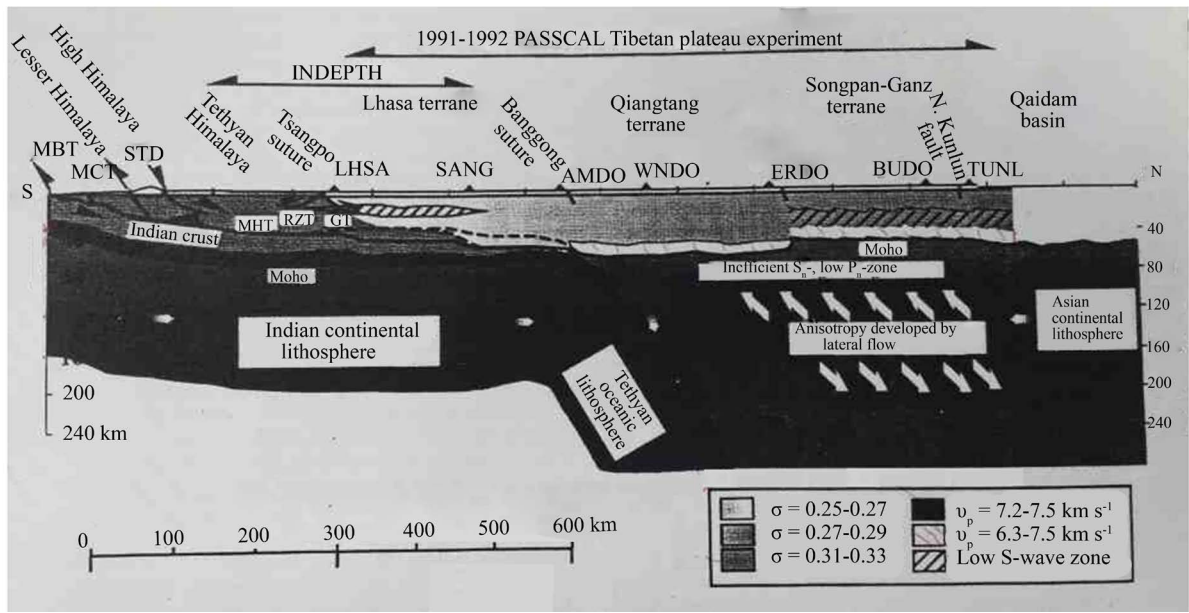 1991-1992 PASSCAL Tibetan plateau experiment
INDEPTH
Lesser Himalaya
High Himalaya
Tethyan
Himalaya
Tsangpo
suture
Lhasa terrane
Banggong
suture
Qiangtang
terrane
Songpan-Ganz
terrane
N. Kunlun
fault
Qaidam
basin
MBT
MCT
STD
LHSA
SANG
AMDO
WNDO
ERDO
BUDO
TUNL
S
N
MHT
RZT
GT
Indian crust
Moho
Moho
Inefficient Sn-, low Pn-zone
Indian continental
lithosphere
Tethyan
oceanic
lithosphere
Anisotropy developed by
lateral flow
Asian
continental
lithosphere
40
80
120
160
200
240
200
240 km
0 100 200 300 400 500 600 km
σ = 0.25-0.27
σ = 0.27-0.29
σ = 0.31-0.33
υp = 7.2-7.5 km s-1
υp = 6.3-7.5 km s-1
Low S-wave zone